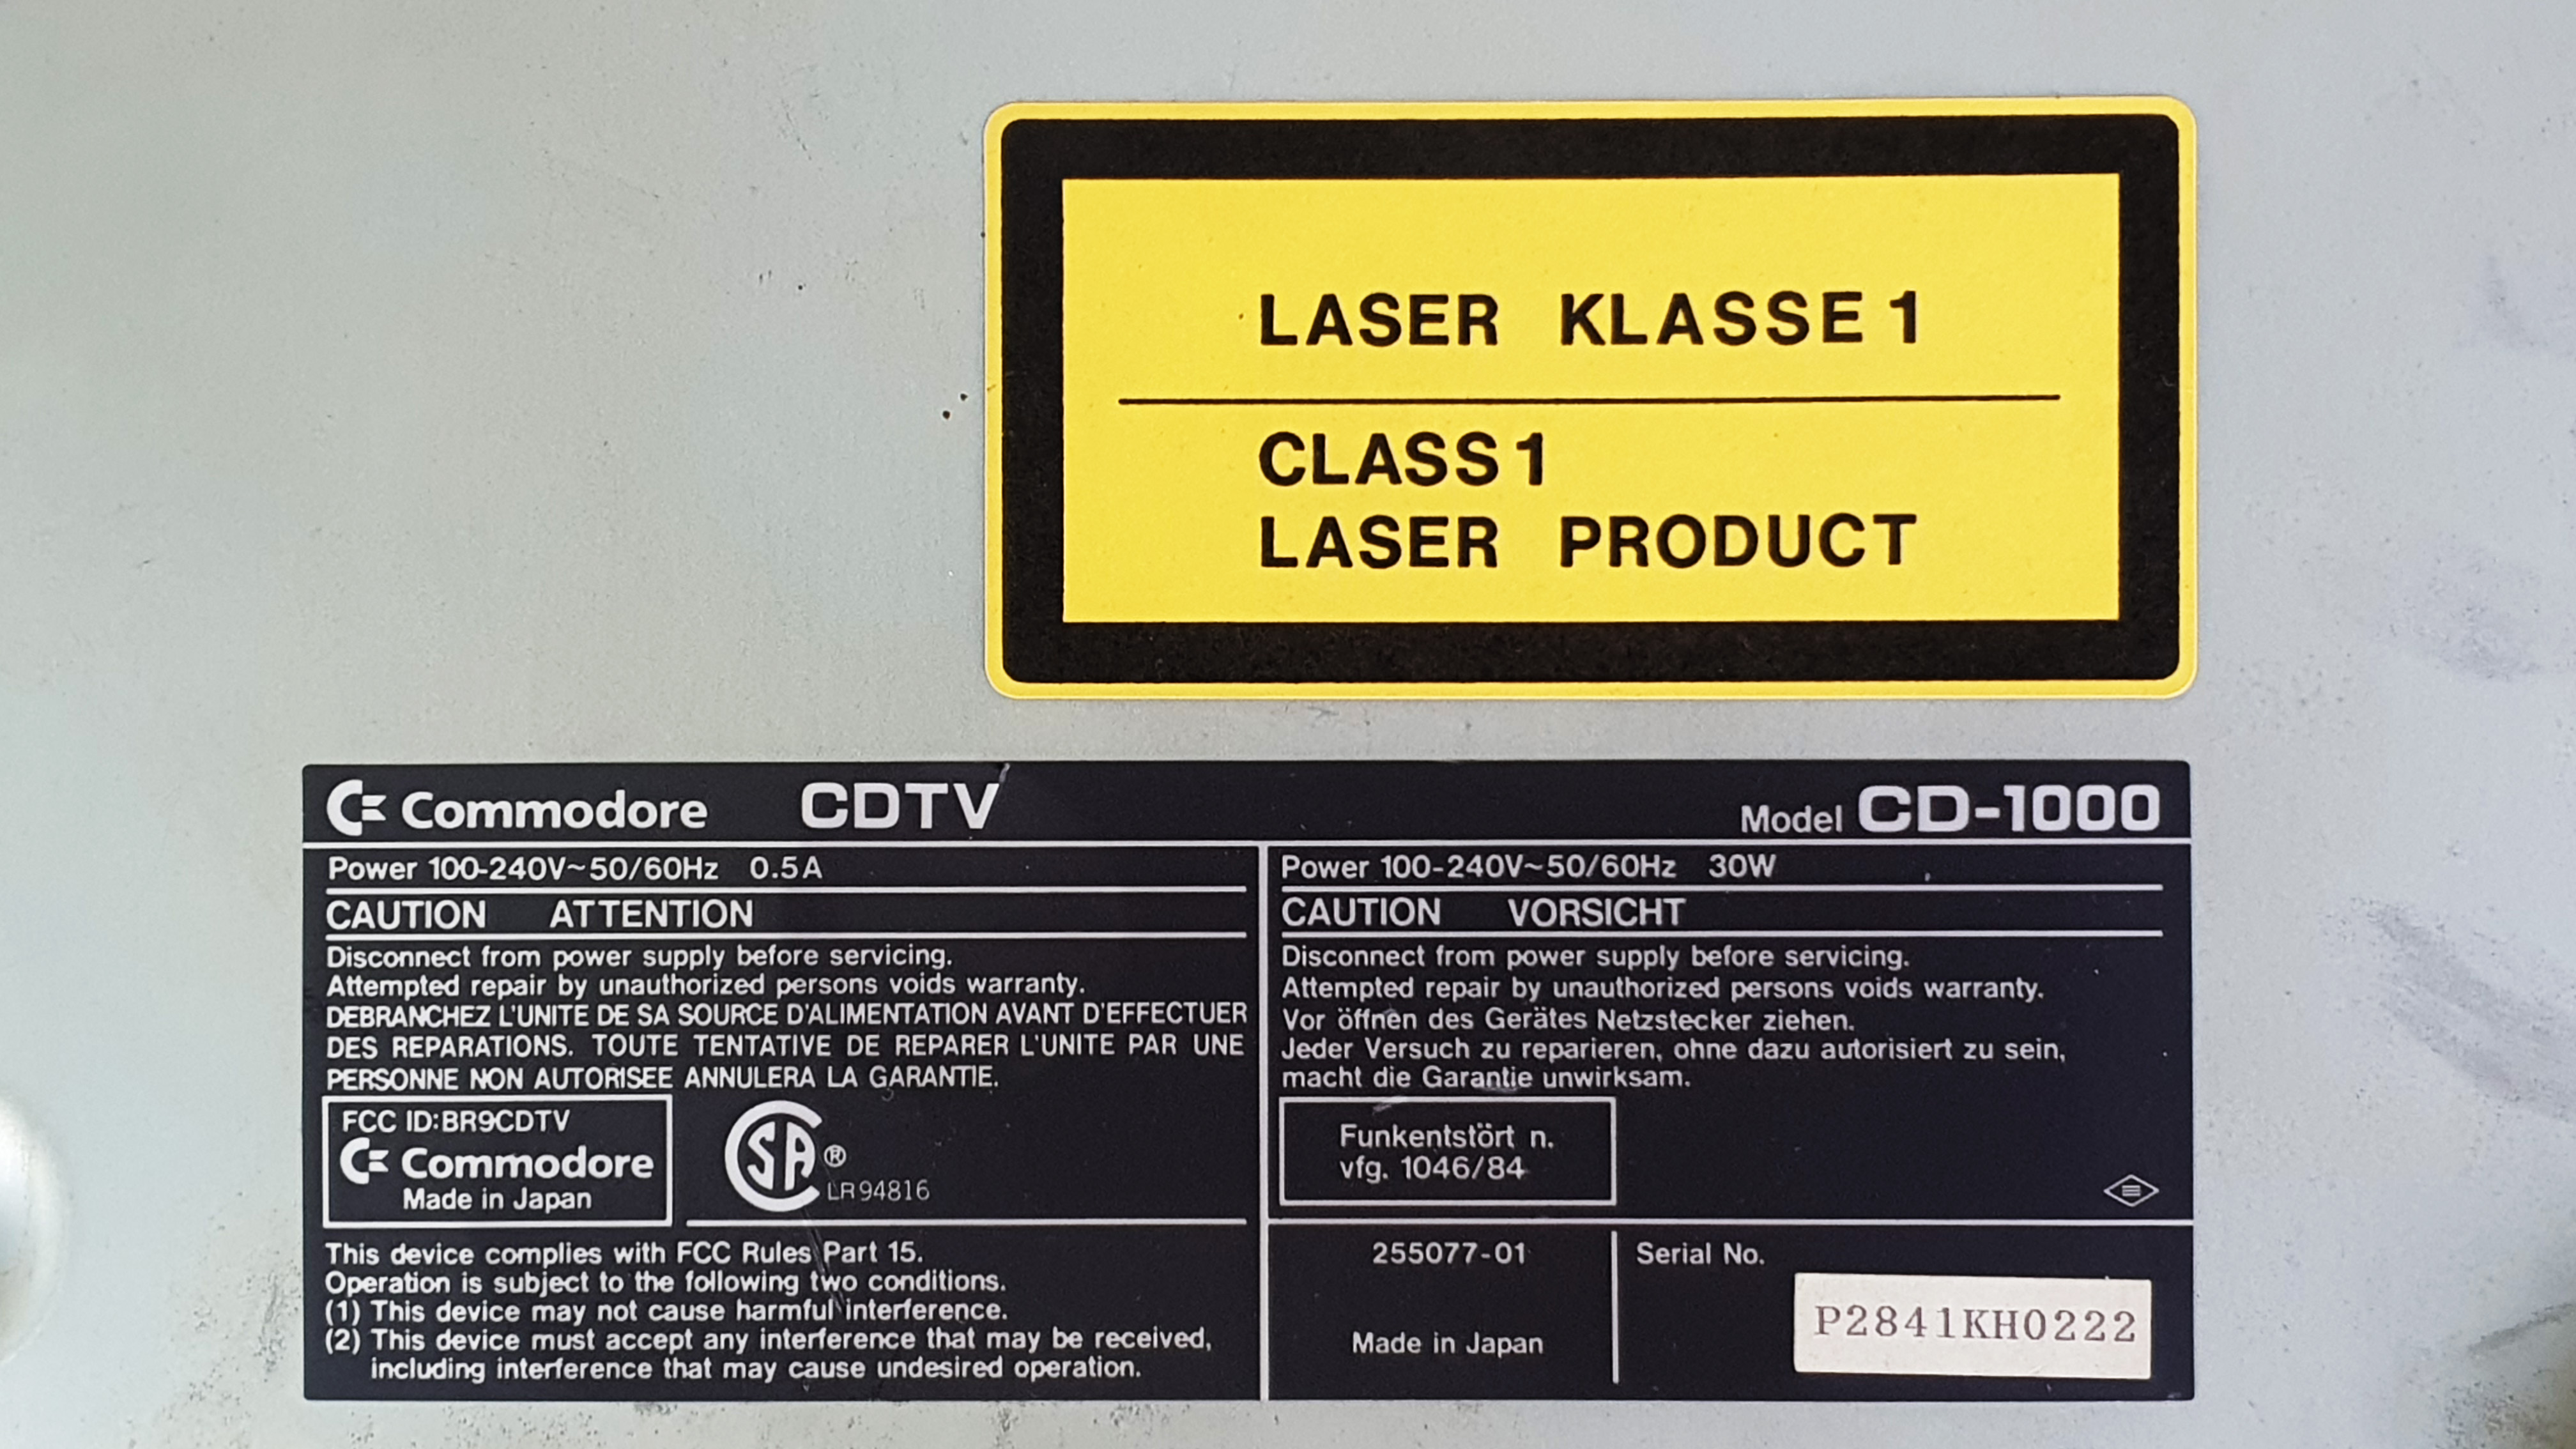 LASER KLASSE 1
CLASS 1
LASER PRODUCT
Commodore CDTV Model CD-1000
Power 100-240V~50/60Hz 0.5A
CAUTION ATTENTION
Disconnect from power supply before servicing.
Attempted repair by unauthorized persons voids warranty.
DEBRANCHEZ L'UNITE DE SA SOURCE D'ALIMENTATION AVANT D'EFFECTUER
DES REPARATIONS. TOUTE TENTATIVE DE REPARER L'UNITE PAR UNE
PERSONNE NON AUTORISEE ANNULERA LA GARANTIE.
FCC ID:BR9CDTV
Commodore
Made in Japan
SA ®
LR94816
This device complies with FCC Rules Part 15.
Operation is subject to the following two conditions.
(1) This device may not cause harmful interference.
(2) This device must accept any interference that may be received,
including interference that may cause undesired operation.
Power 100-240V~50/60Hz 30W
CAUTION VORSICHT
Disconnect from power supply before servicing.
Attempted repair by unauthorized persons voids warranty.
Vor öffnen des Gerätes Netzstecker ziehen.
Jeder Versuch zu reparieren, ohne dazu autorisiert zu sein,
macht die Garantie unwirksam.
Funkentstört n.
vfg. 1046/84
255077-01
Made in Japan
Serial No.
P2841KH0222